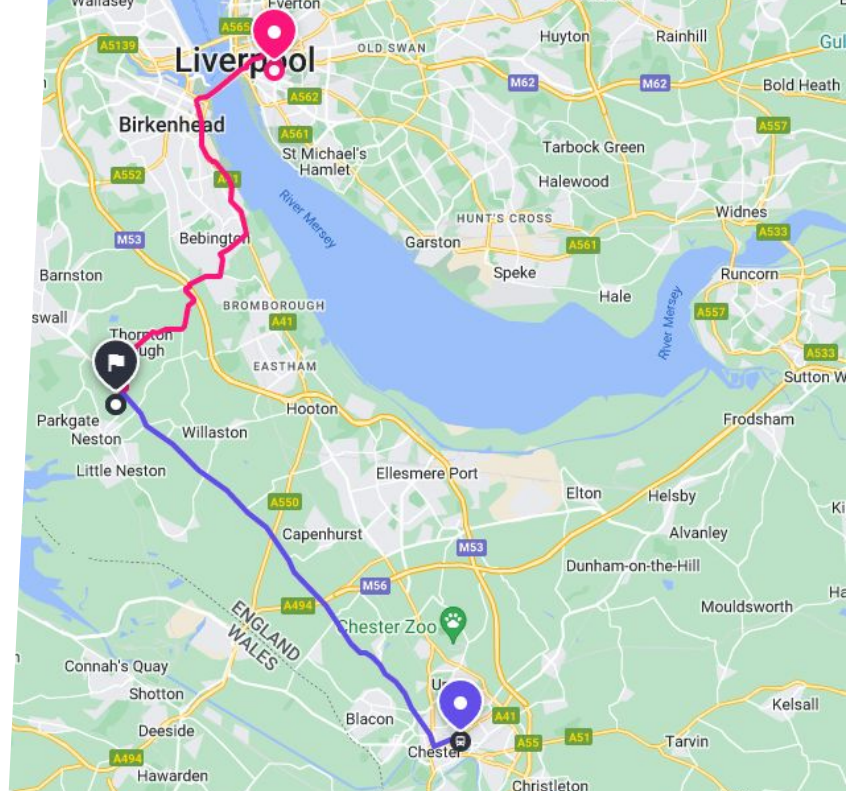 Wallasey
Everton
A565
A5139
Liverpool
OLD SWAN
Huyton
Rainhill
M62
M62
Bold Heath
A562
Birkenhead
A561
A557
St Michael's
Hamlet
Tarbock Green
A552
A41
Halewood
River Mersey
HUNT'S CROSS
Widnes
M53
Bebington
Garston
A561
A533
Barnston
Speke
Runcorn
Hale
River Mersey
BROMBOROUGH
A557
A41
Thornton
A533
EASTHAM
Sutton W
Hooton
Parkgate
Neston
Willaston
Frodsham
Little Neston
Ellesmere Port
A550
Elton
Helsby
Capenhurst
Alvanley
M53
Dunham-on-the-Hill
M56
A494
Mouldsworth
ENGLAND
WALES
Chester Zoo
Connah's Quay
Shotton
Kelsall
Blacon
A41
Deeside
A55
A51
Tarvin
Chester
A494
Hawarden
Christleton